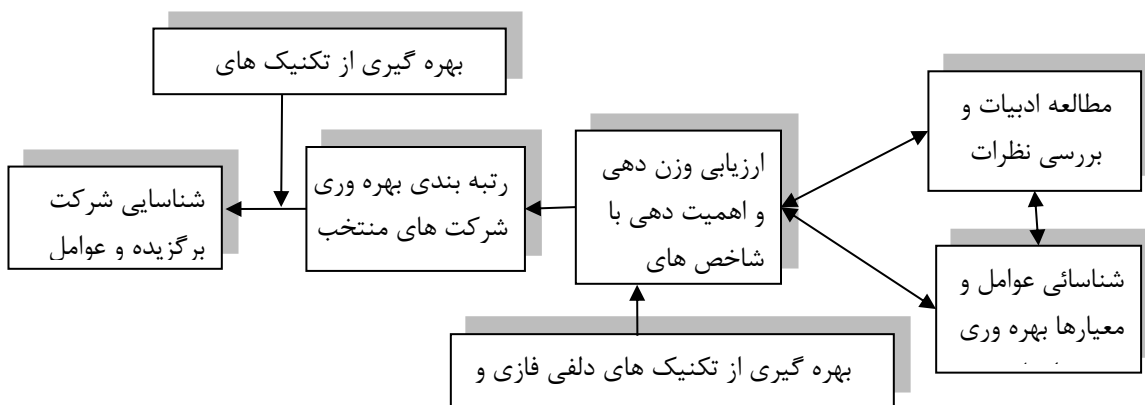 بهره گیری از تکنیک های
مطالعه ادبیات و
بررسی نظرات
شناسائی عوامل و
معیارها بهره وری
ارزیابی وزن دهی
و اهمیت دهی با
شاخص های
رتبه بندی بهره وری
شرکت های منتخب
شناسایی شرکت
برگزیده و عوامل
بهره گیری از تکنیک های دلفی فازی و